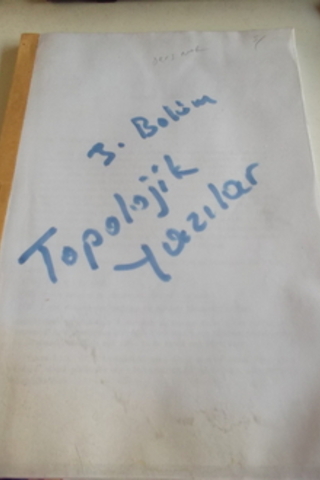 3. Bölüm
Topolojik
yazılar